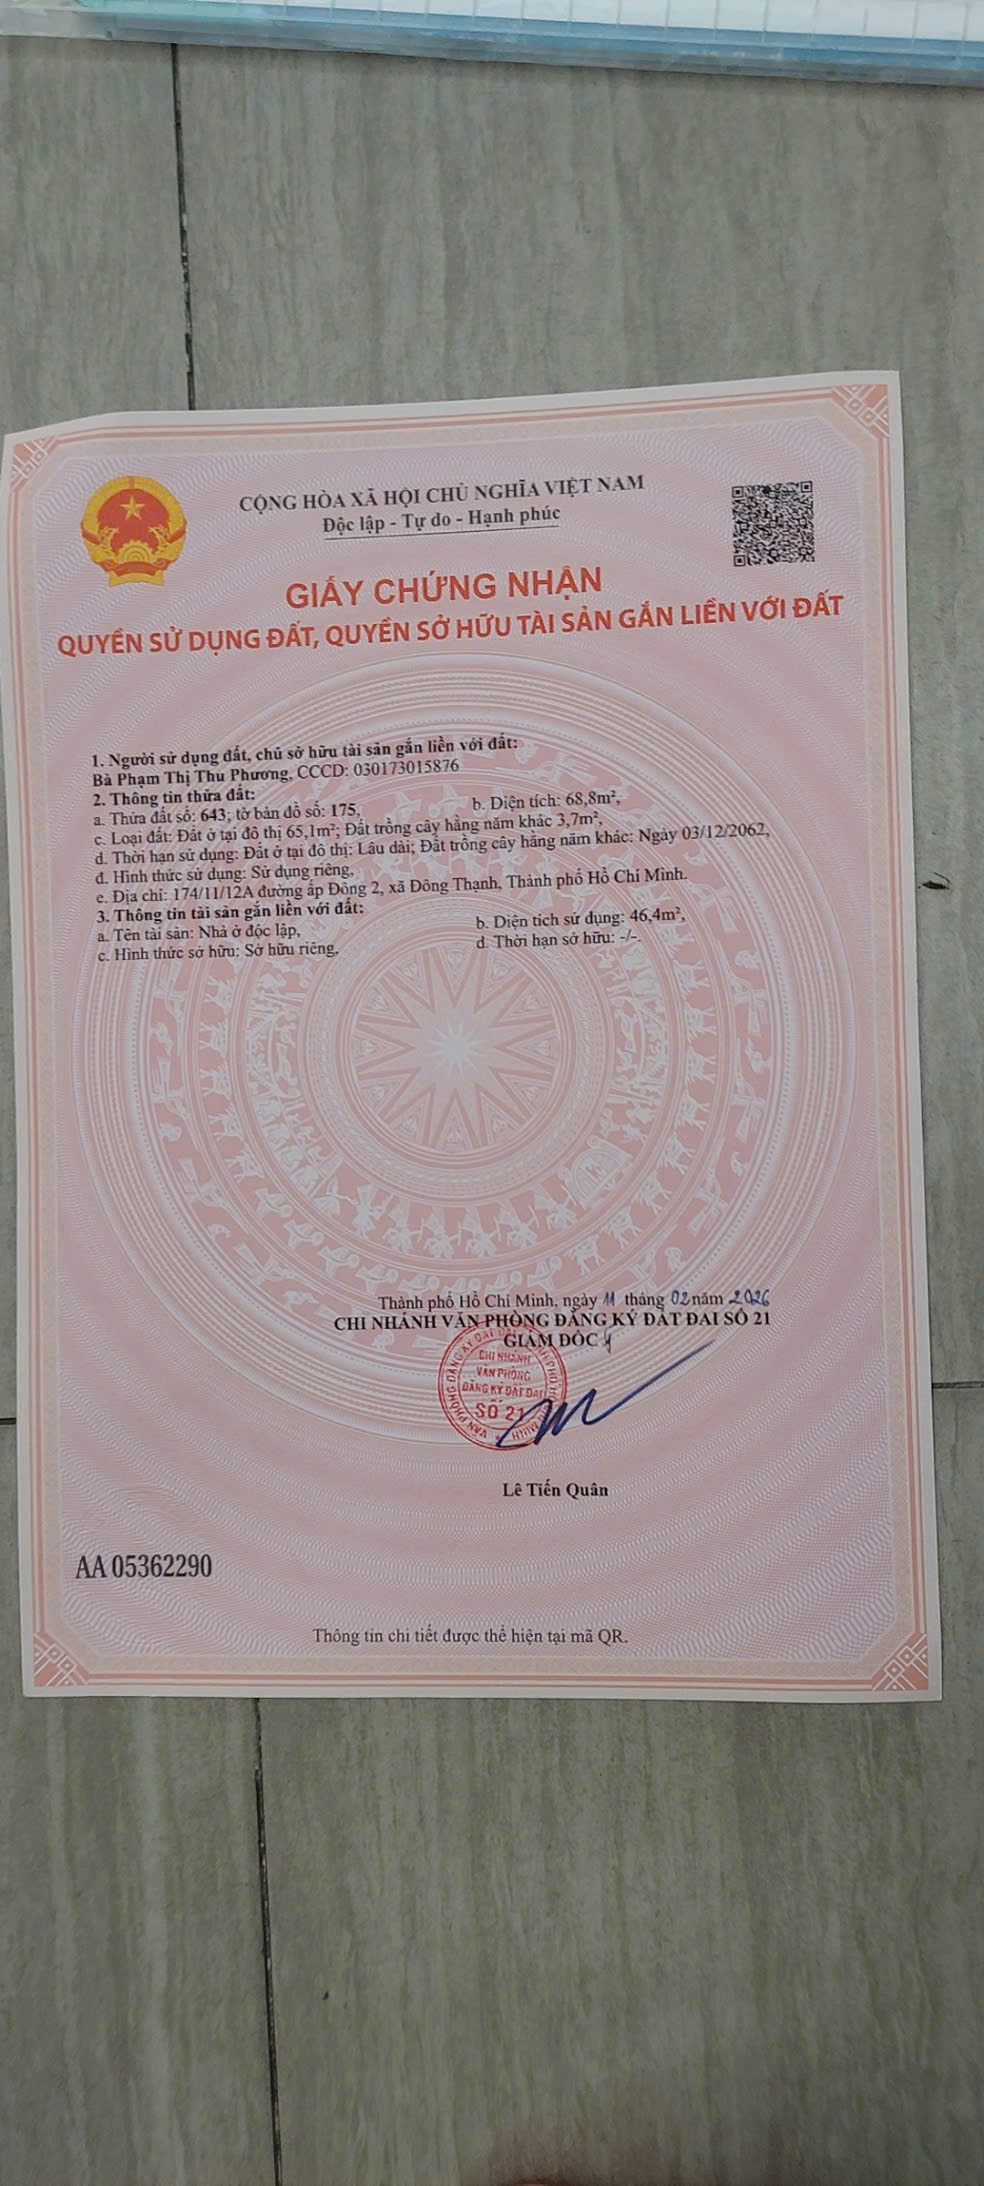 CỘNG HÒA XÃ HỘI CHỦ NGHĨA VIỆT NAM
Độc lập - Tự do - Hạnh phúc
GIẤY CHỨNG NHẬN
QUYỀN SỬ DỤNG ĐẤT, QUYỀN SỞ HỮU TÀI SẢN GẮN LIỀN VỚI ĐẤT
1. Người sử dụng đất, chủ sở hữu tài sản gắn liền với đất:
Bà Phạm Thị Thu Phương, CCCD: 030173015876
2. Thông tin thửa đất:
a. Thửa đất số: 643; tờ bản đồ số: 175, b. Diện tích: 68,8m²,
c. Loại đất: Đất ở tại đô thị 65,1m²; Đất trồng cây hằng năm khác 3,7m²,
d. Thời hạn sử dụng: Đất ở tại đô thị: Lâu dài; Đất trồng cây hằng năm khác: Ngày 03/12/2062,
đ. Hình thức sử dụng: Sử dụng riêng,
e. Địa chỉ: 174/11/12A đường ấp Đông 2, xã Đông Thạnh, Thành phố Hồ Chí Minh.
3. Thông tin tài sản gắn liền với đất:
a. Tên tài sản: Nhà ở độc lập, b. Diện tích sử dụng: 46,4m²,
c. Hình thức sở hữu: Sở hữu riêng, d. Thời hạn sở hữu: -/-.
Thành phố Hồ Chí Minh, ngày 11 tháng 02 năm 2026
CHI NHÁNH VĂN PHÒNG ĐĂNG KÝ ĐẤT ĐAI SỐ 21
GIÁM ĐỐC
CHI NHÁNH
VĂN PHÒNG
ĐĂNG KÝ ĐẤT ĐAI
SỐ 21
Lê Tiến Quân
AA 05362290
Thông tin chi tiết được thể hiện tại mã QR.